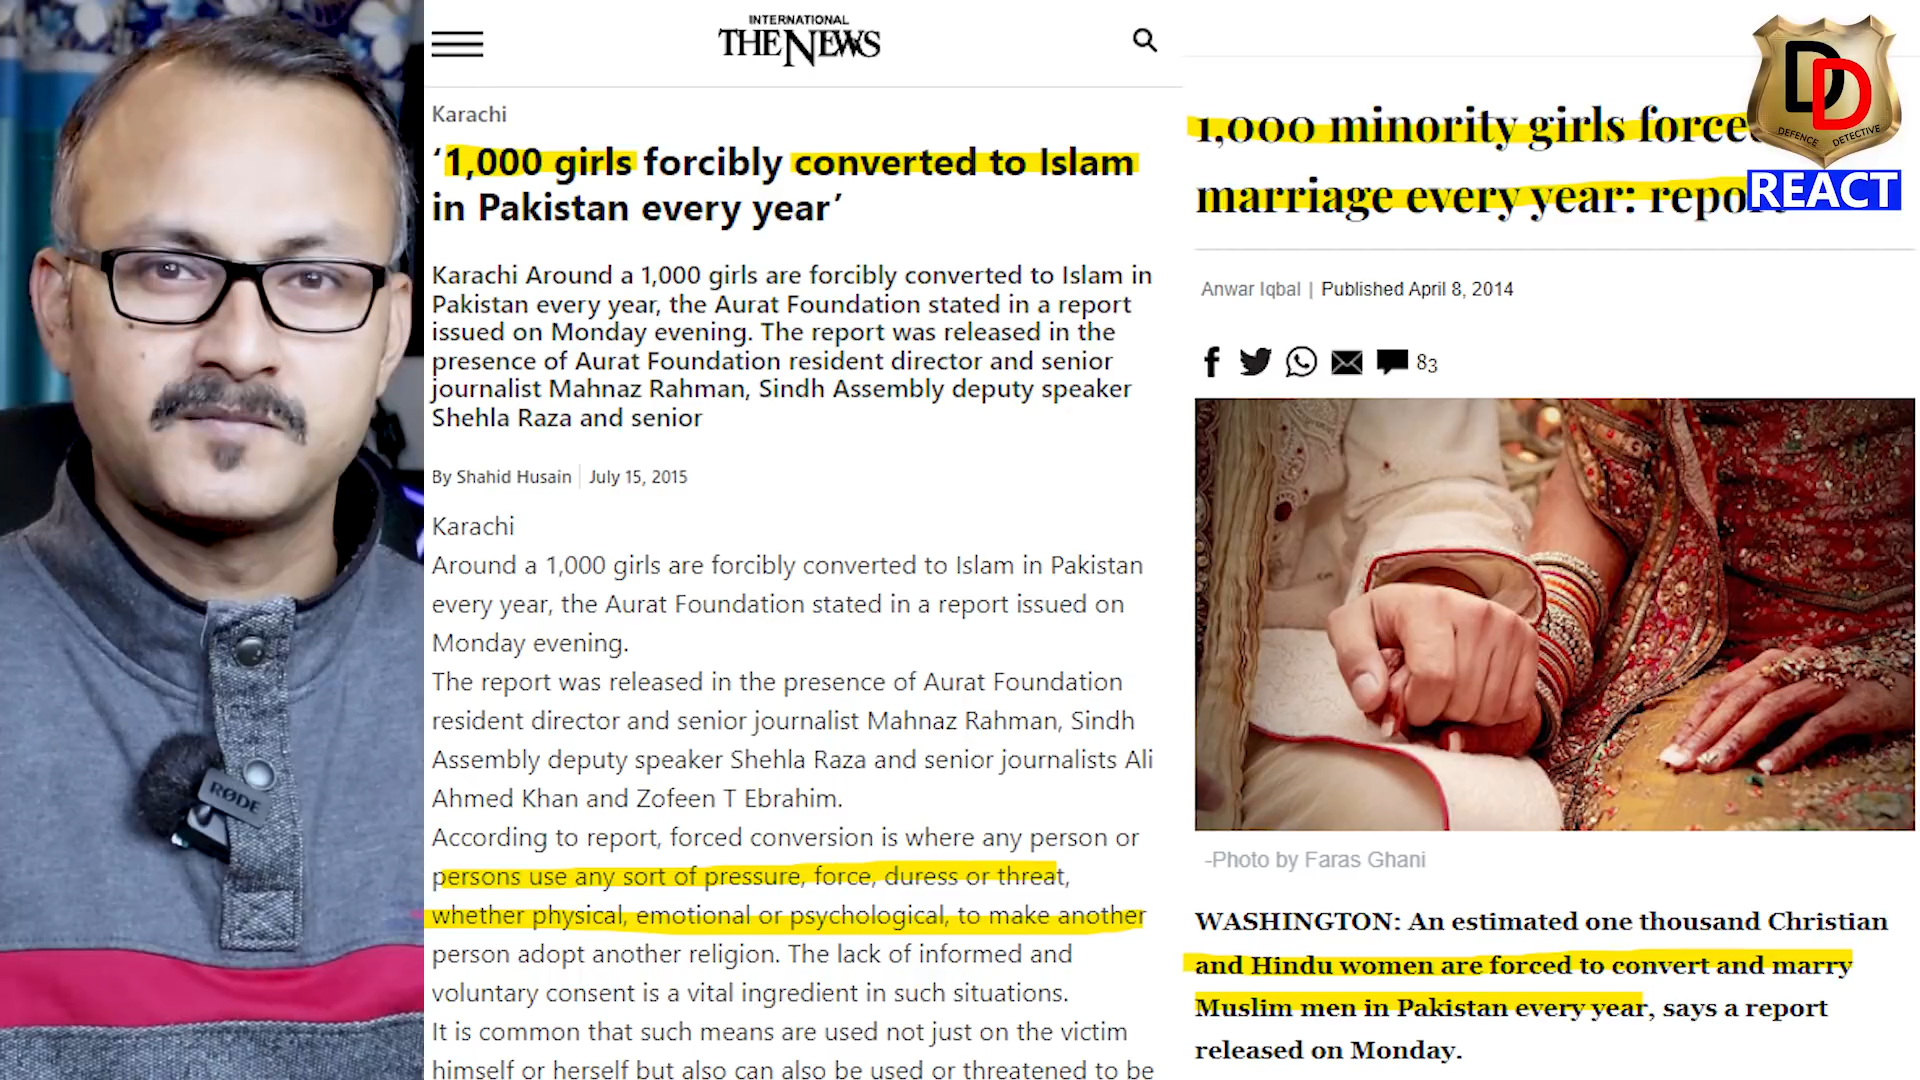 INTERNATIONAL
THE NEWS
Karachi
‘1,000 girls forcibly converted to Islam
in Pakistan every year’
Karachi Around a 1,000 girls are forcibly converted to Islam in
Pakistan every year, the Aurat Foundation stated in a report
issued on Monday evening. The report was released in the
presence of Aurat Foundation resident director and senior
journalist Mahnaz Rahman, Sindh Assembly deputy speaker
Shehla Raza and senior
By Shahid Husain | July 15, 2015
Karachi
Around a 1,000 girls are forcibly converted to Islam in Pakistan
every year, the Aurat Foundation stated in a report issued on
Monday evening.
The report was released in the presence of Aurat Foundation
resident director and senior journalist Mahnaz Rahman, Sindh
Assembly deputy speaker Shehla Raza and senior journalists Ali
Ahmed Khan and Zofeen T Ebrahim.
According to report, forced conversion is where any person or
persons use any sort of pressure, force, duress or threat,
whether physical, emotional or psychological, to make another
person adopt another religion. The lack of informed and
voluntary consent is a vital ingredient in such situations.
It is common that such means are used not just on the victim
himself or herself but also can also be used or threatened to be
1,000 minority girls force
marriage every year: repo
Anwar Iqbal | Published April 8, 2014
83
-Photo by Faras Ghani
WASHINGTON: An estimated one thousand Christian
and Hindu women are forced to convert and marry
Muslim men in Pakistan every year, says a report
released on Monday.
DD
DEFENCE DETECTIVE
REACT
RØDE